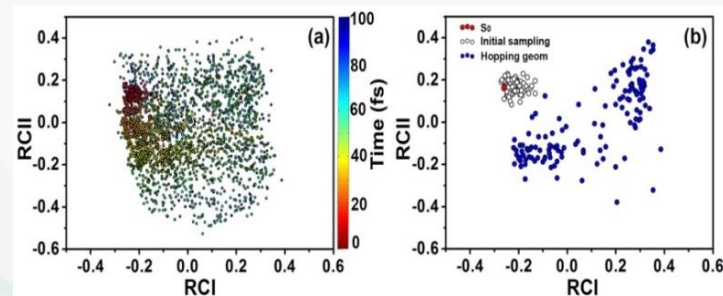 (a)
0.4
0.2
0.0
-0.2
-0.4
-0.6
RCII
-0.4 -0.2 0.0 0.2 0.4 0.6
RCI
100
80
60
40
20
0
Time (fs)
(b)
S0
Initial sampling
Hopping geom
0.4
0.2
0.0
-0.2
-0.4
-0.6
RCII
-0.4 -0.2 0.0 0.2 0.4 0.6
RCI